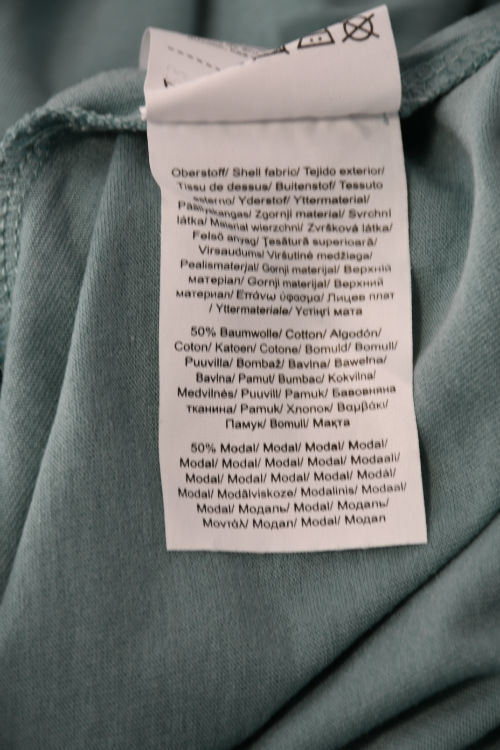 Oberstoff/ Shell fabric/ Tejido exterior/
Tissu de dessus/ Buitenstof/ Tessuto
esterno/ Yderstof/ Yttermaterial/
Päällyskangas/ Zgornji material/ Svrchní
látka/ Materiał wierzchni/ Zvršková látka/
Felső anyag/ Țesătură superioară/
Virsaudums/ Viršutinė medžiaga/
Pealismaterjal/ Gornji materijal/ Верхній
матеріал/ Gornji materijal/ Верхний
материал/ Επάνω ύφασμα/ Лицев плат
/ Yttermateriale/ Үстіңгі мата
50% Baumwolle/ Cotton/ Algodón/
Coton/ Katoen/ Cotone/ Bomuld/ Bomull/
Puuvilla/ Bombaž/ Bavlna/ Bawełna/
Bavlna/ Pamut/ Bumbac/ Kokvilna/
Medvilnės/ Puuvill/ Pamuk/ Бавовняна
тканина/ Pamuk/ Хлопок/ Βαμβάκι/
Памук/ Bomull/ Мақта
50% Modal/ Modal/ Modal/ Modal/
Modal/ Modal/ Modal/ Modal/ Modaali/
Modal/ Modal/ Modal/ Modal/ Modál/
Modal/ Modālviskoze/ Modalinis/ Modaal/
Modal/ Модаль/ Modal/ Модаль/
Μοντάλ/ Модал/ Modal/ Модал